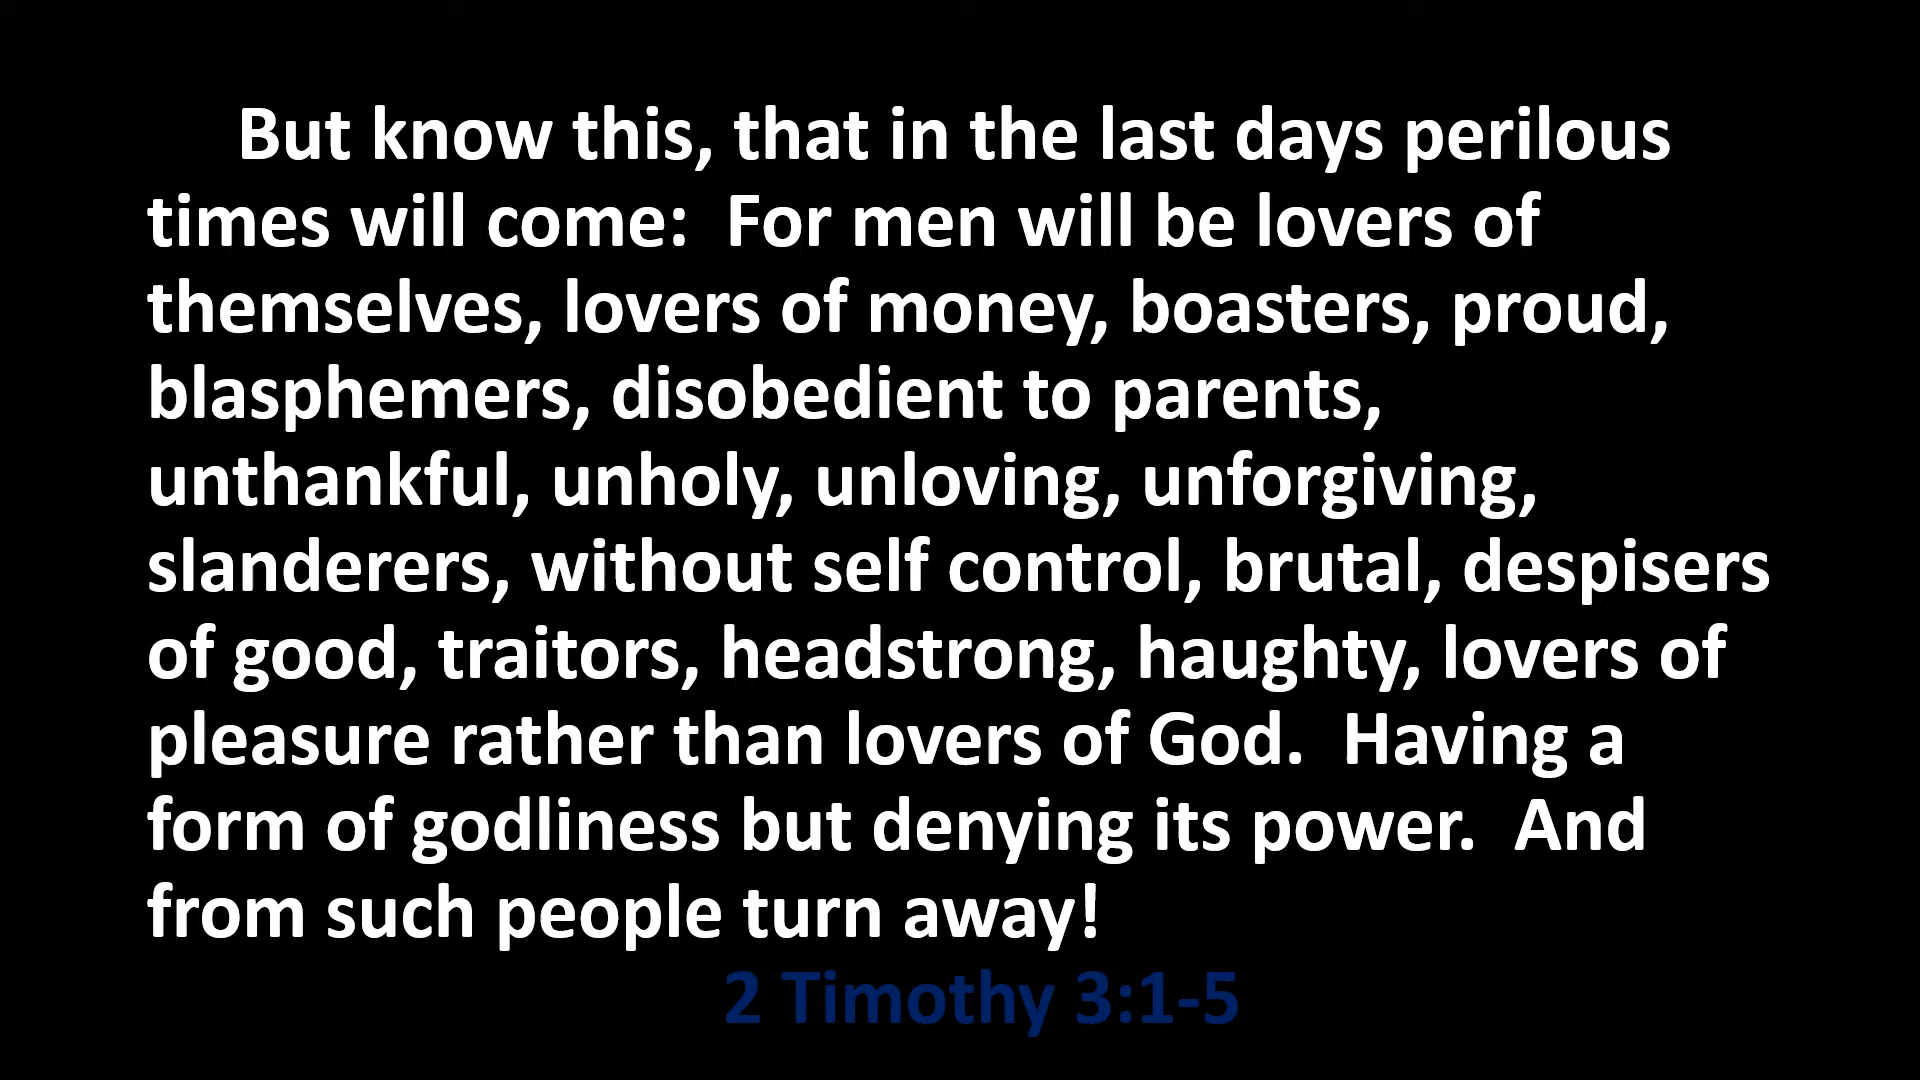 But know this, that in the last days perilous
times will come:  For men will be lovers of
themselves, lovers of money, boasters, proud,
blasphemers, disobedient to parents,
unthankful, unholy, unloving, unforgiving,
slanderers, without self control, brutal, despisers
of good, traitors, headstrong, haughty, lovers of
pleasure rather than lovers of God.  Having a
form of godliness but denying its power.  And
from such people turn away!
2 Timothy 3:1-5